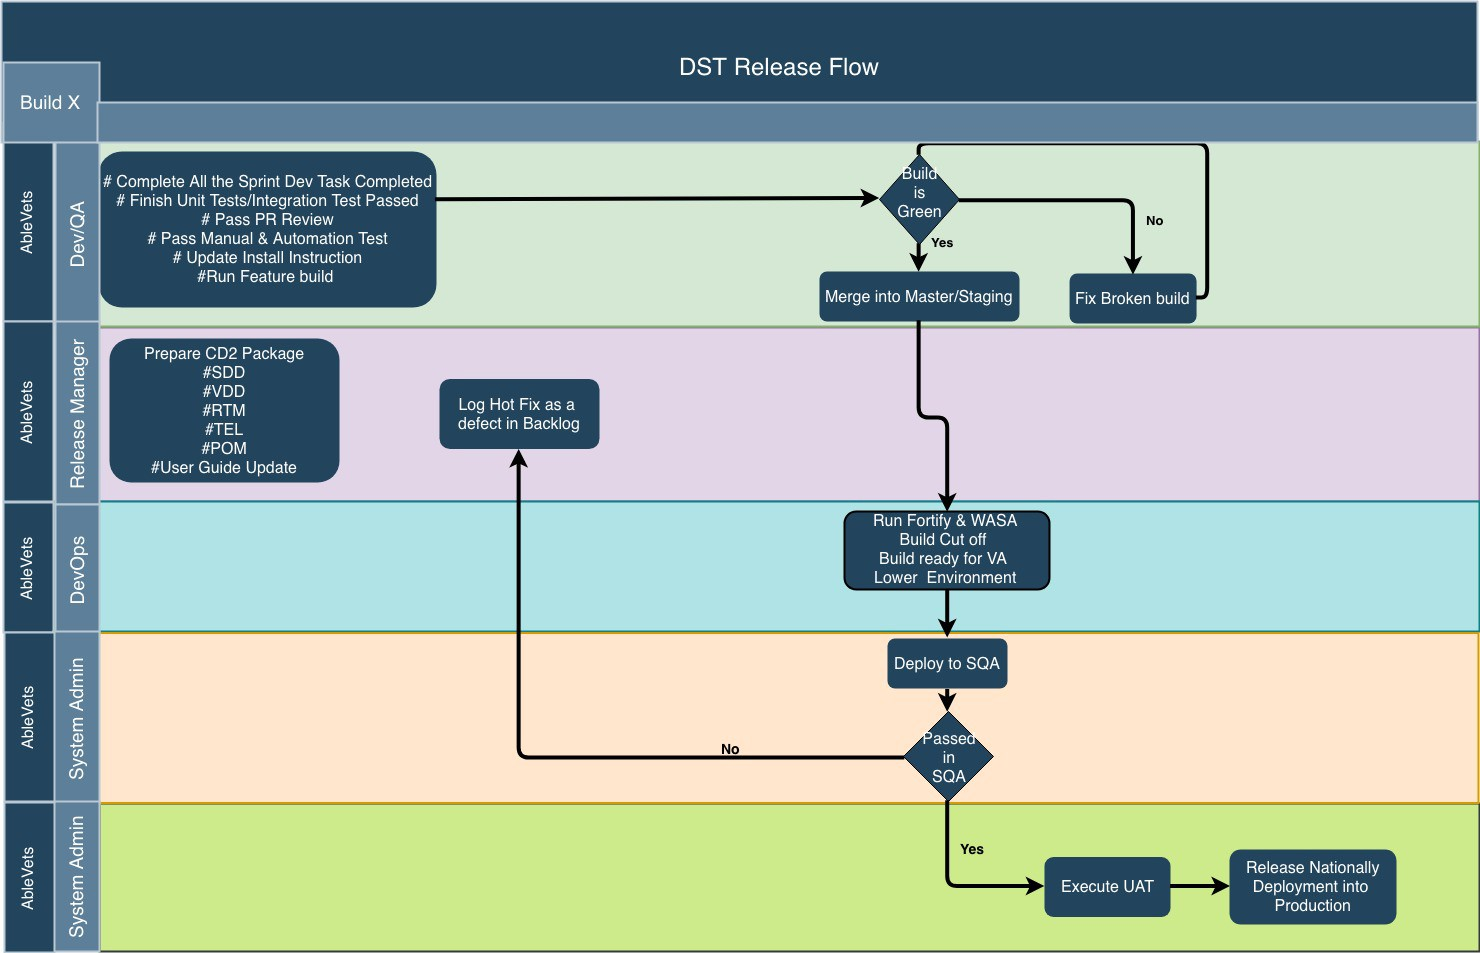 DST Release Flow
Build X
AbleVets
Dev/QA
# Complete All the Sprint Dev Task Completed
# Finish Unit Tests/Integration Test Passed
# Pass PR Review
# Pass Manual & Automation Test
# Update Install Instruction
#Run Feature build
Build
is
Green
No
Yes
Merge into Master/Staging
Fix Broken build
AbleVets
Release Manager
Prepare CD2 Package
#SDD
#VDD
#RTM
#TEL
#POM
#User Guide Update
Log Hot Fix as a
defect in Backlog
AbleVets
DevOps
Run Fortify & WASA
Build Cut off
Build ready for VA
Lower Environment
AbleVets
System Admin
Deploy to SQA
Passed
in
SQA
No
AbleVets
System Admin
Yes
Execute UAT
Release Nationally
Deployment into
Production